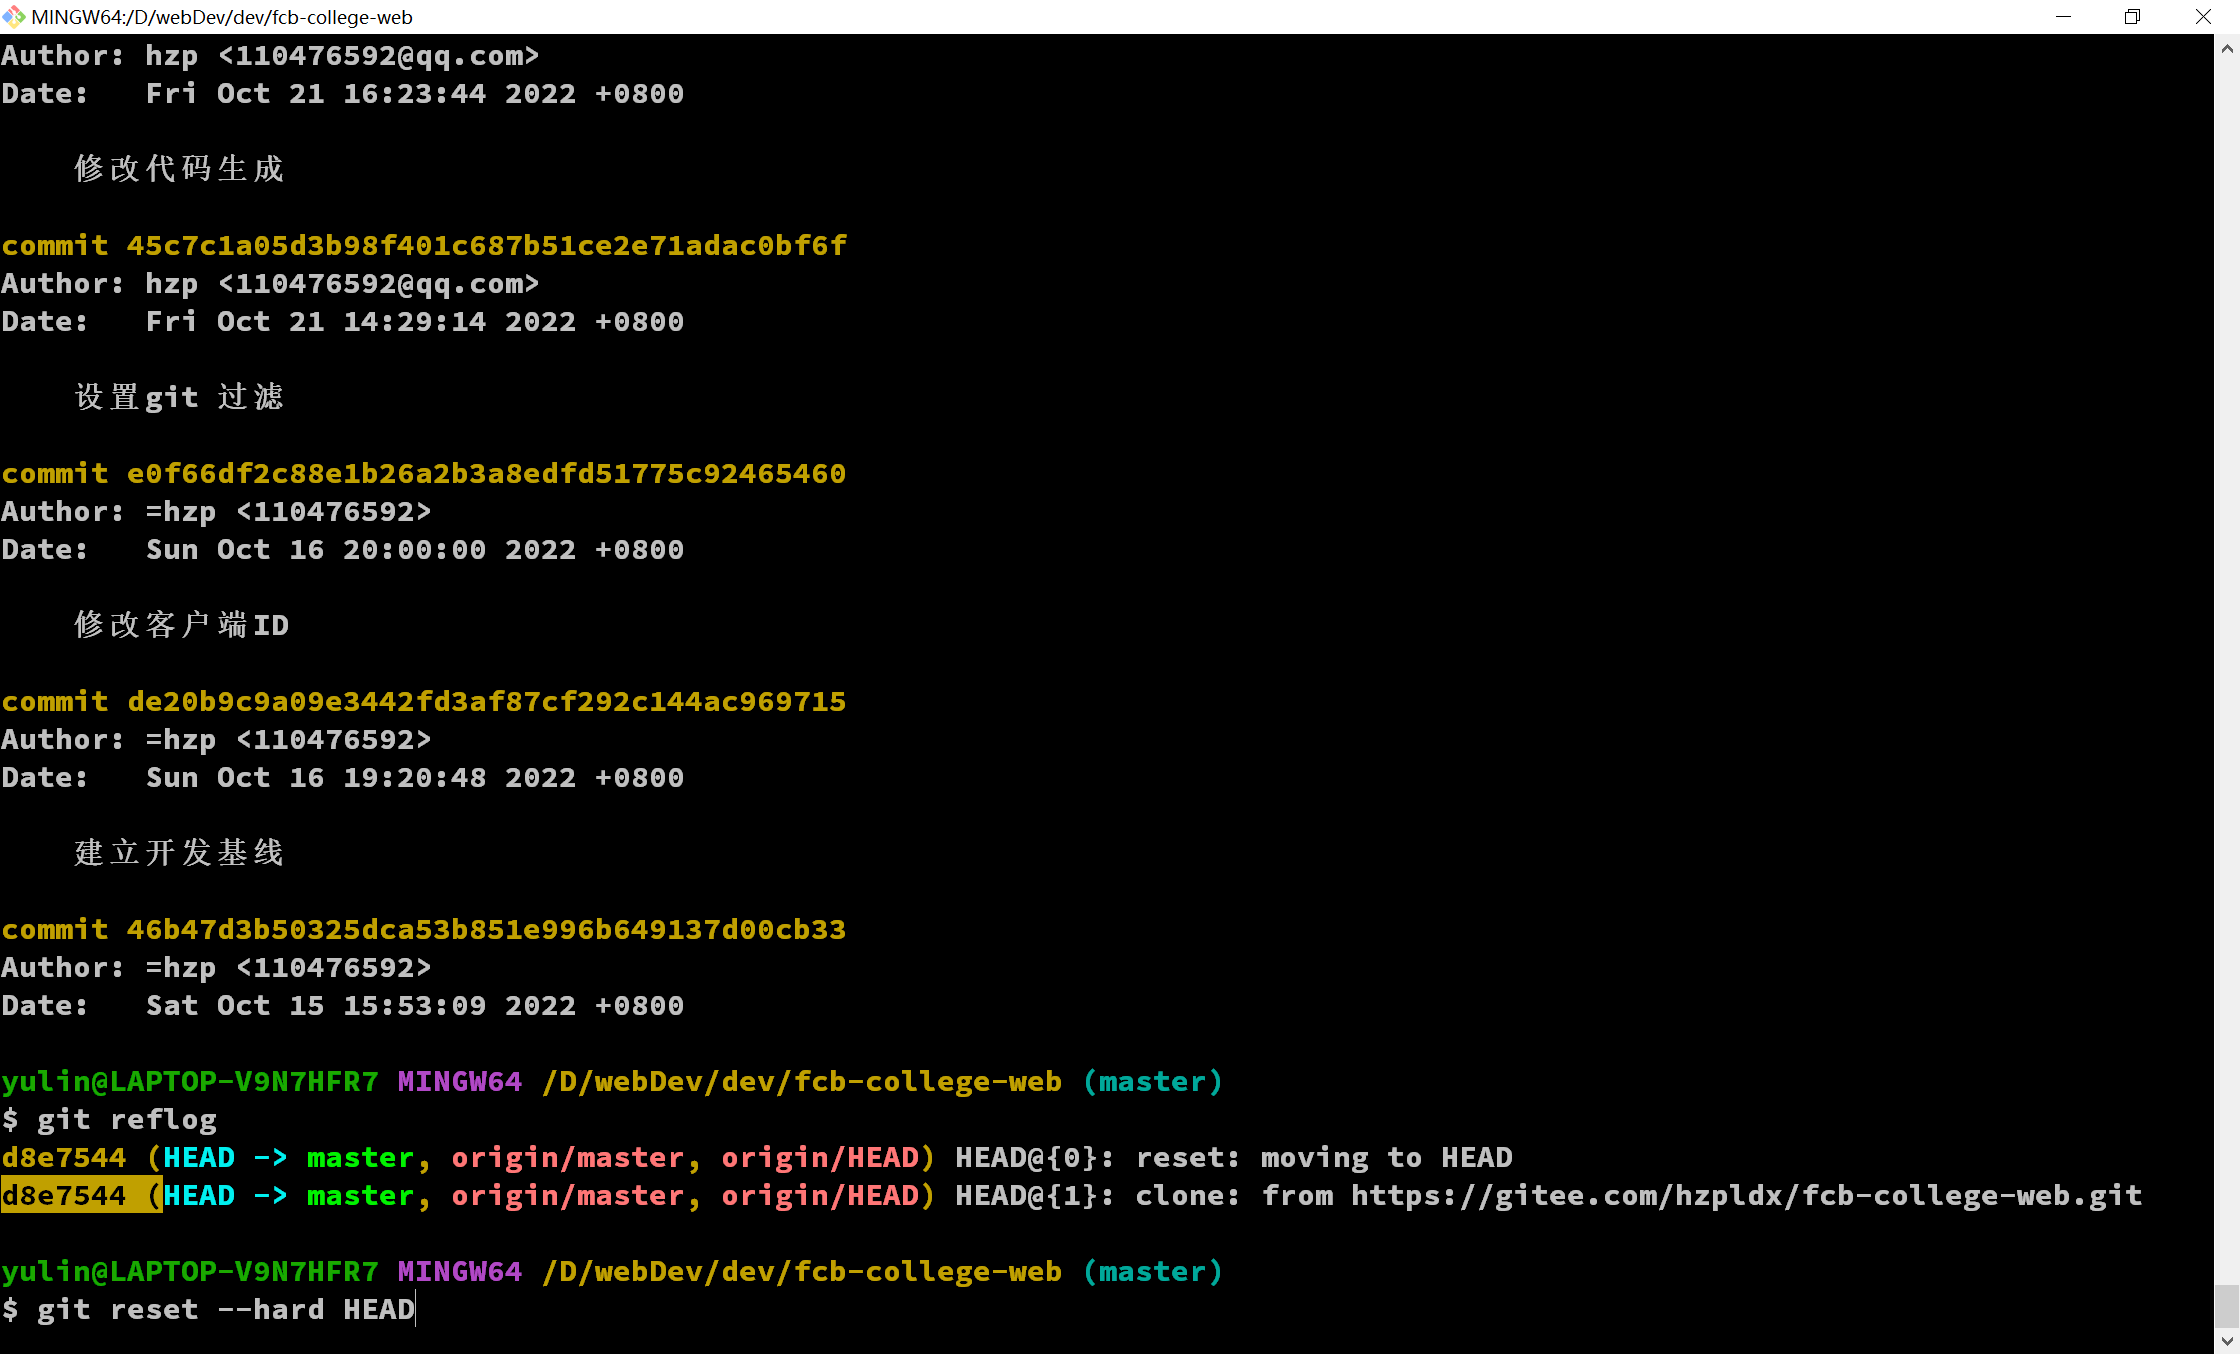 MINGW64:/D/webDev/dev/fcb-college-web
Author: hzp <110476592@qq.com>
Date:   Fri Oct 21 16:23:44 2022 +0800
修改代码生成
commit 45c7c1a05d3b98f401c687b51ce2e71adac0bf6f
Author: hzp <110476592@qq.com>
Date:   Fri Oct 21 14:29:14 2022 +0800
设置git 过滤
commit e0f66df2c88e1b26a2b3a8edfd51775c92465460
Author: =hzp <110476592>
Date:   Sun Oct 16 20:00:00 2022 +0800
修改客户端ID
commit de20b9c9a09e3442fd3af87cf292c144ac969715
Author: =hzp <110476592>
Date:   Sun Oct 16 19:20:48 2022 +0800
建立开发基线
commit 46b47d3b50325dca53b851e996b649137d00cb33
Author: =hzp <110476592>
Date:   Sat Oct 15 15:53:09 2022 +0800
yulin@LAPTOP-V9N7HFR7 MINGW64 /D/webDev/dev/fcb-college-web (master)
$ git reflog
d8e7544 (HEAD -> master, origin/master, origin/HEAD) HEAD@{0}: reset: moving to HEAD
d8e7544 (HEAD -> master, origin/master, origin/HEAD) HEAD@{1}: clone: from https://gitee.com/hzpldx/fcb-college-web.git
yulin@LAPTOP-V9N7HFR7 MINGW64 /D/webDev/dev/fcb-college-web (master)
$ git reset --hard HEAD